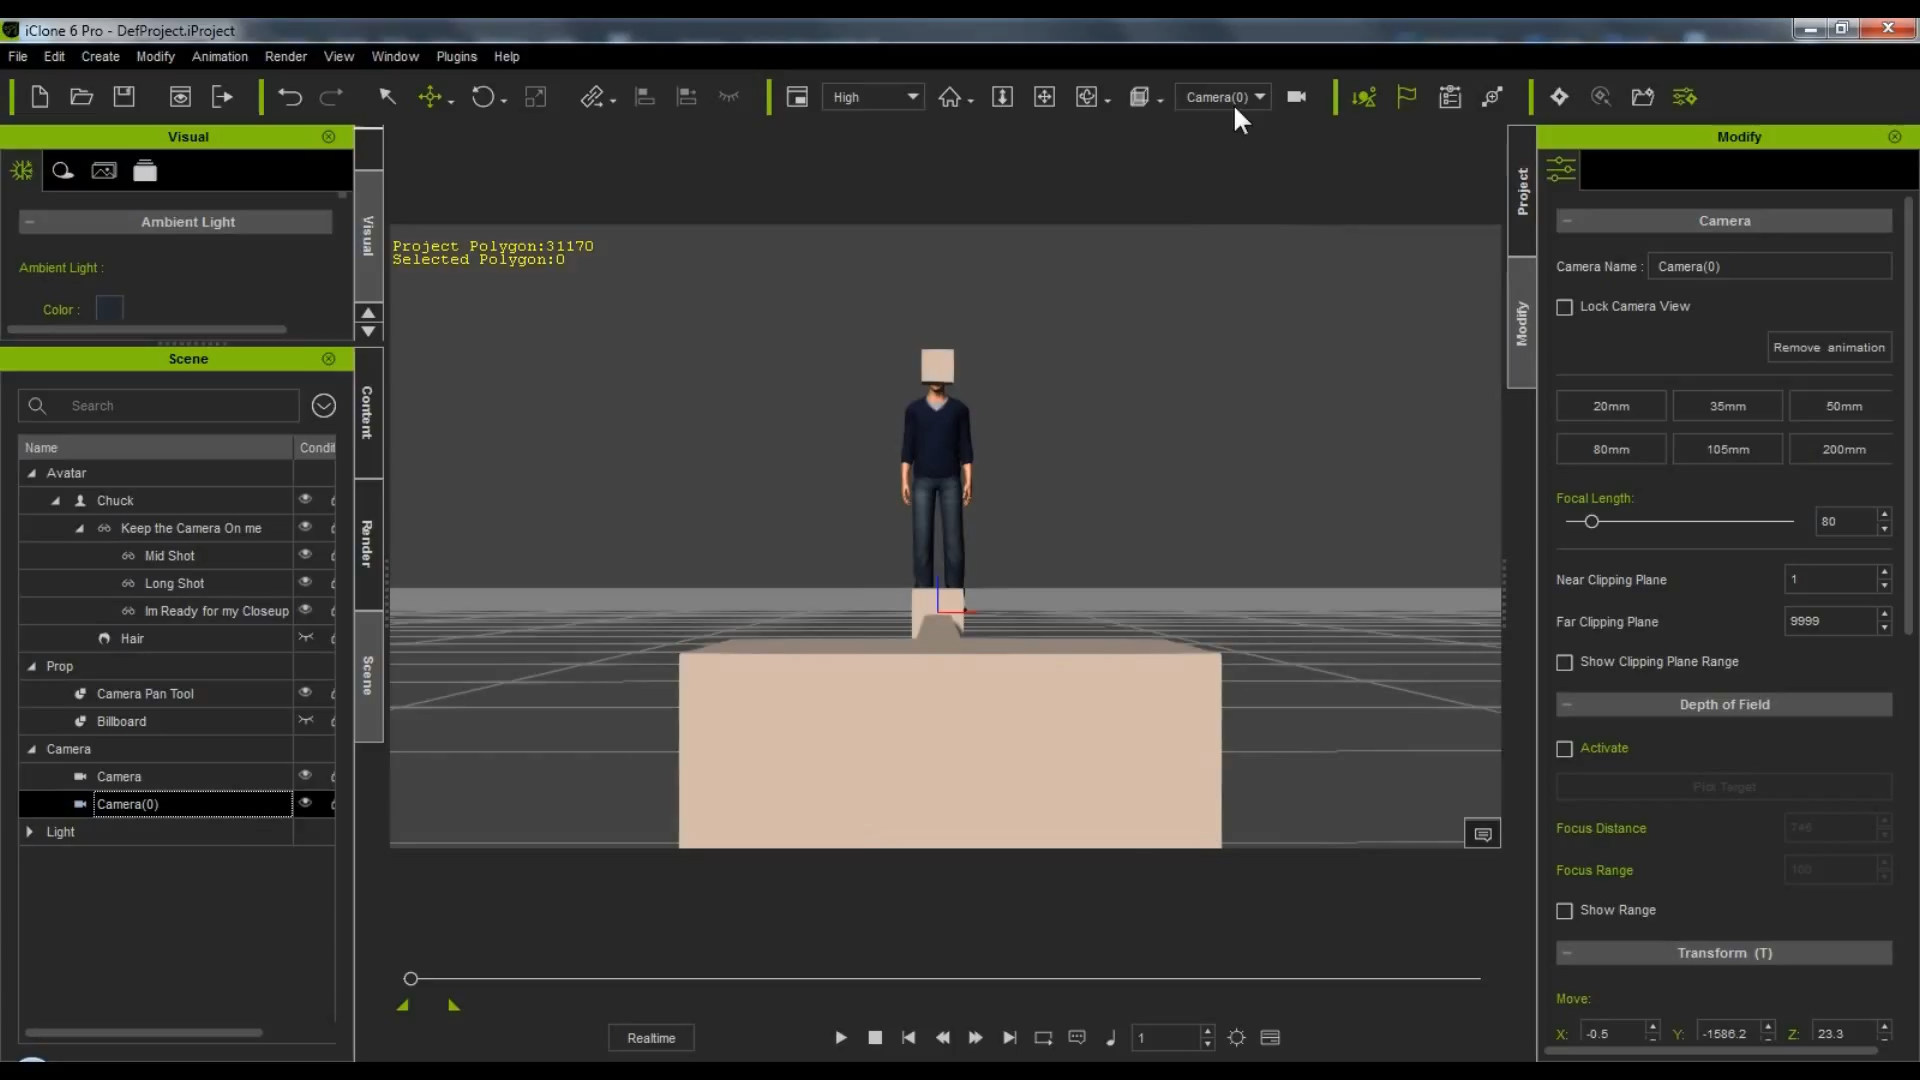 iClone 6 Pro - DefProject.iProject
File Edit Create Modify Animation Render View Window Plugins Help
High
Camera(0)
Visual
Ambient Light
Ambient Light :
Color :
Visual
Scene
Search
Name Condit
Avatar
Chuck
Keep the Camera On me
Mid Shot
Long Shot
Im Ready for my Closeup
Hair
Prop
Camera Pan Tool
Billboard
Camera
Camera
Camera(0)
Light
Content
Render
Scene
Project Polygon:31170
Selected Polygon:0
Realtime
1
Project
Modify
Modify
Camera
Camera Name : Camera(0)
Lock Camera View
Remove animation
20mm 35mm 50mm
80mm 105mm 200mm
Focal Length:
80
Near Clipping Plane 1
Far Clipping Plane 9999
Show Clipping Plane Range
Depth of Field
Activate
Pick Target
Focus Distance 746
Focus Range 100
Show Range
Transform (T)
Move:
X: -0.5 Y: -1586.2 Z: 23.3